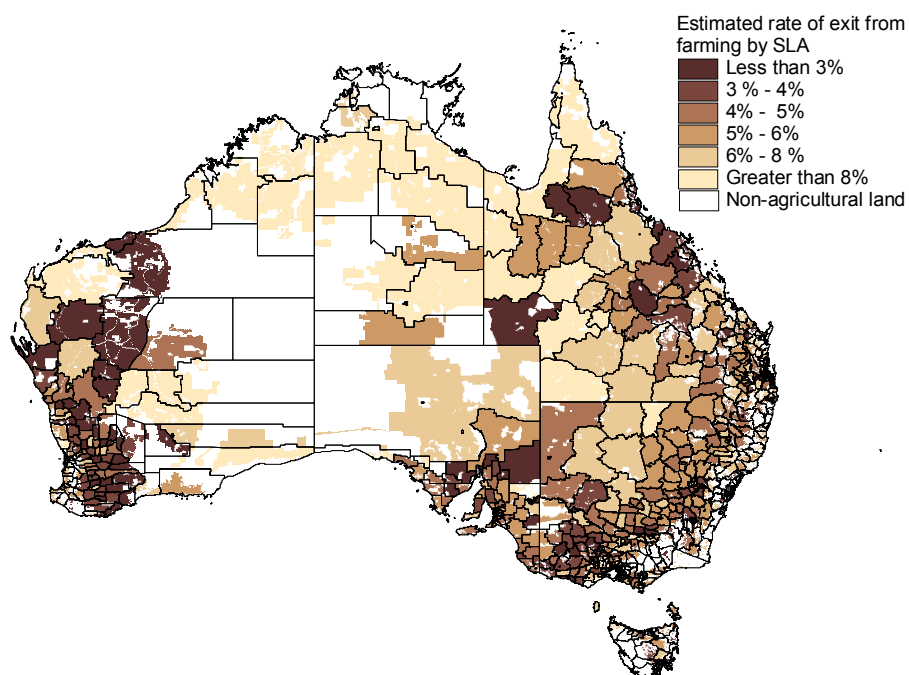 Estimated rate of exit from
farming by SLA
Less than 3%
3 % - 4%
4% - 5%
5% - 6%
6% - 8 %
Greater than 8%
Non-agricultural land